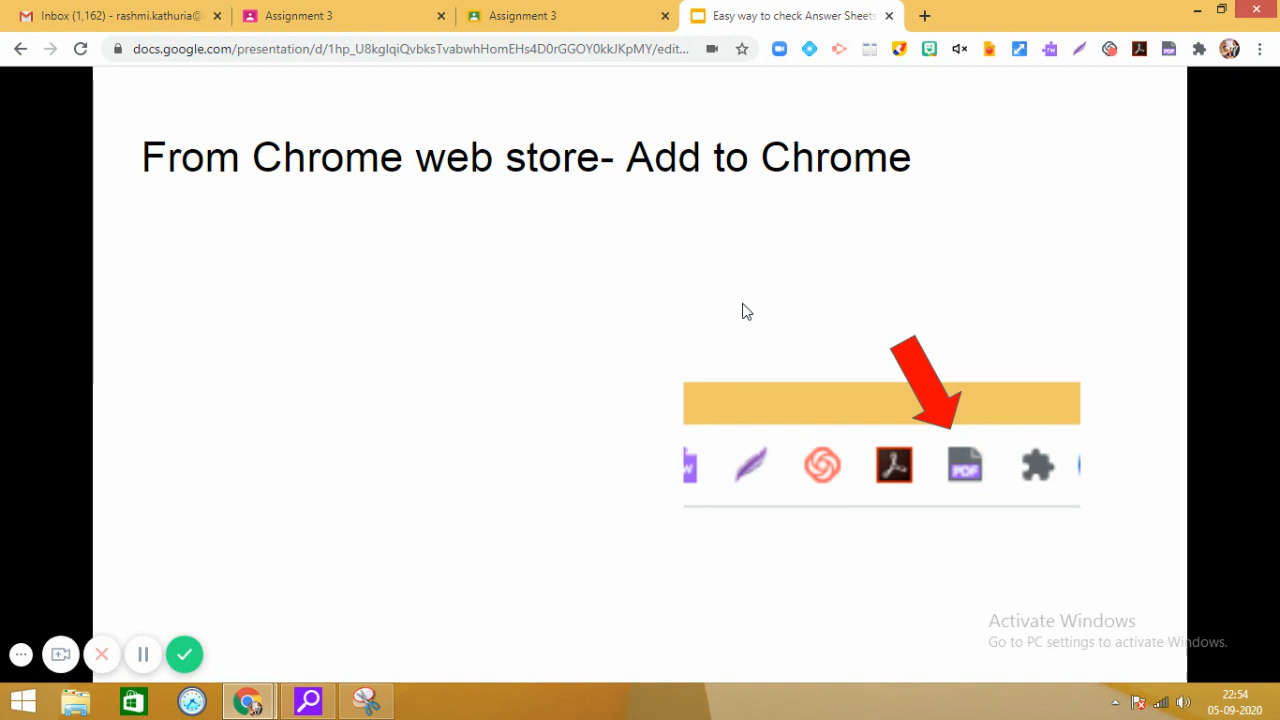 Inbox (1,162) - rashmi.kathuria@
Assignment 3
Assignment 3
Easy way to check Answer Sheets
docs.google.com/presentation/d/1hp_U8kglqiQvbksTvabwhHomEHs4D0rGGOY0kkJKpMY/edit...
From Chrome web store- Add to Chrome
PDF
Activate Windows
Go to PC settings to activate Windows.
22:54
05-09-2020